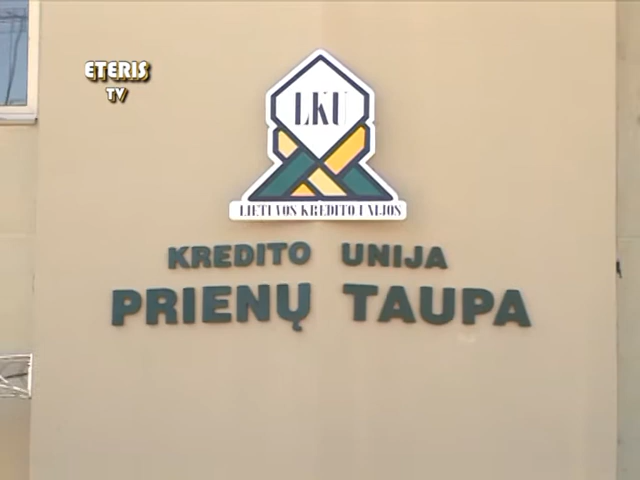 ETERIS
TV
LKU
LIETUVOS KREDITO UNIJOS
KREDITO UNIJA
PRIENŲ TAUPA